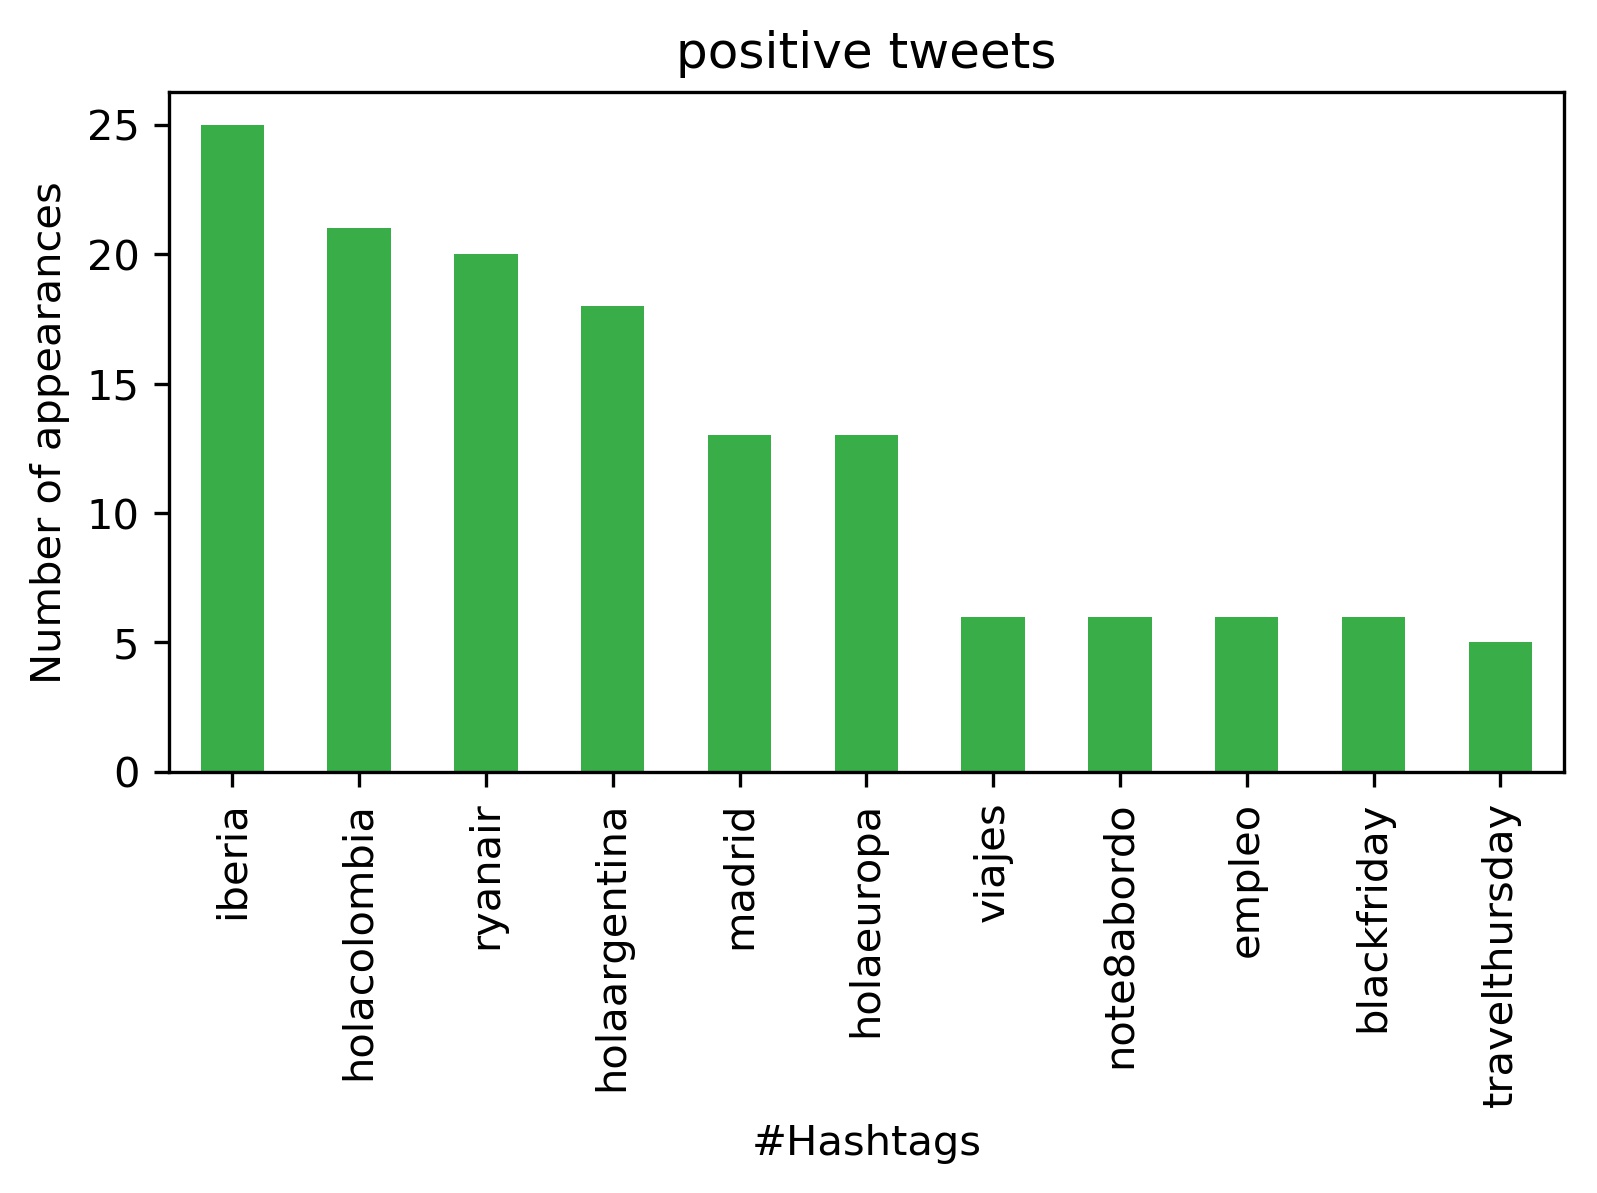 positive tweets
Number of appearances
25
20
15
10
5
0
iberia
holacolombia
ryanair
holaargentina
madrid
holaeuropa
viajes
note8abordo
empleo
blackfriday
travelthursday
#Hashtags